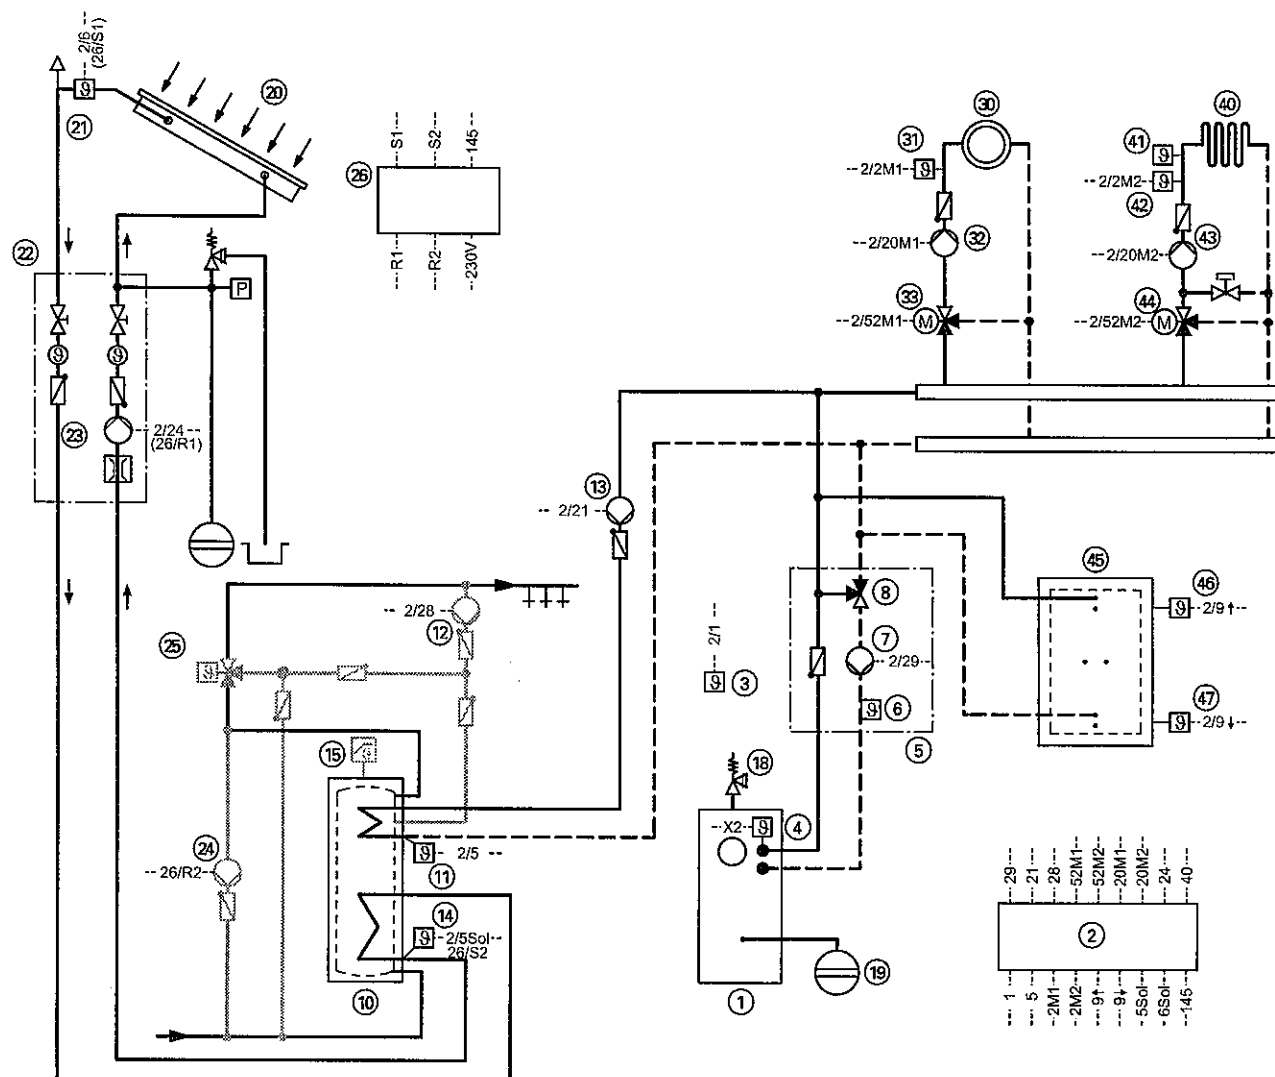 2/6
(26/S1)
20
21
S1
S2
145
26
R1
R2
230V
22
P
23
2/24
(26/R1)
30
31
2/2M1
2/20M1
32
33
2/52M1
M
40
41
2/2M2
42
43
2/20M2
44
2/52M2
M
13
2/21
2/28
12
25
15
24
26/R2
2/5
11
14
2/5Sol
26/S2
10
2/1
3
8
7
2/29
6
5
18
X2
4
19
1
45
46
2/9↑
47
2/9↓
29
21
28
52M1
52M2
20M1
20M2
24
40
2
1
5
2M1
2M2
9↑
9↓
5Sol
6Sol
145